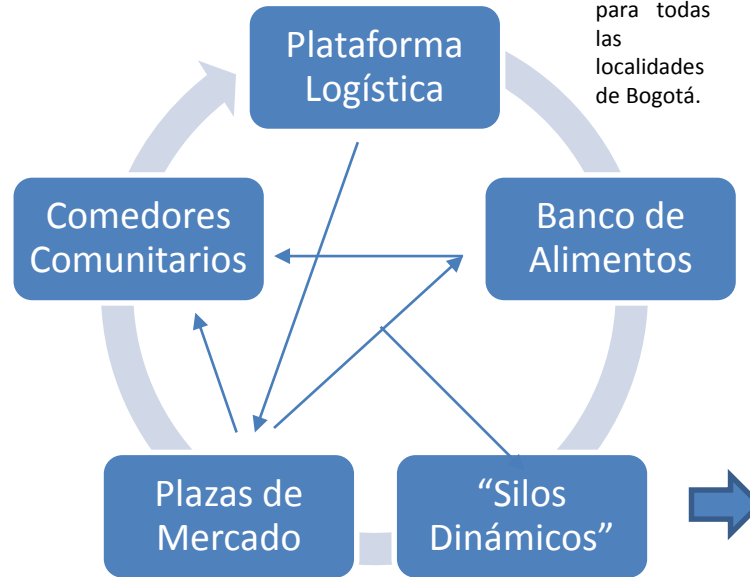 para todas
las
localidades
de Bogotá.
Plataforma
Logística
Comedores
Comunitarios
Banco de
Alimentos
Plazas de
Mercado
“Silos
Dinámicos”